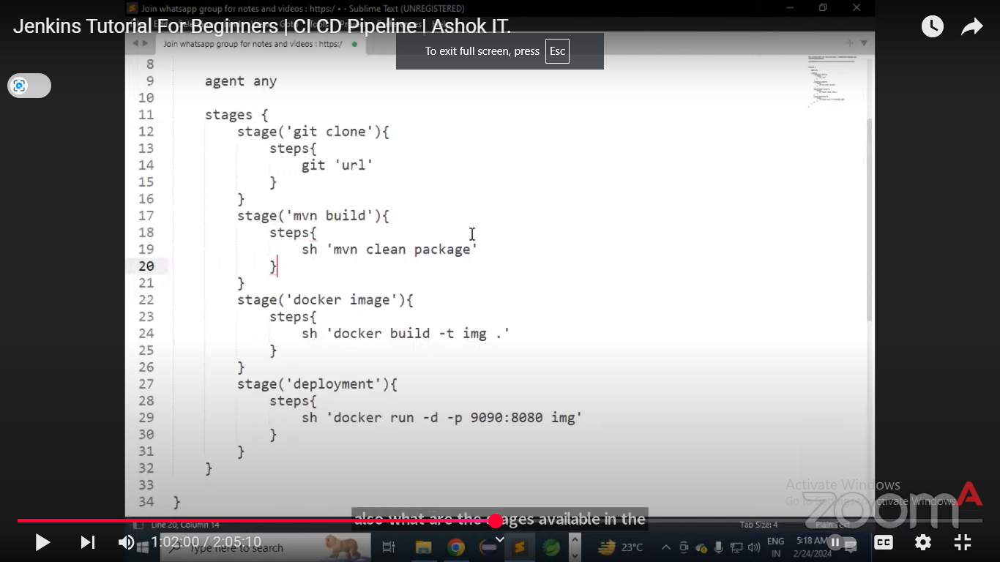 Join whatsapp group for notes and videos : https:/ • - Sublime Text (UNREGISTERED)
Jenkins Tutorial For Beginners | CI CD Pipeline | Ashok IT.
Join whatsapp group for notes and videos : https:/
To exit full screen, press Esc
8
9 agent any
10
11 stages {
12 stage('git clone'){
13 steps{
14 git 'url'
15 }
16 }
17 stage('mvn build'){
18 steps{
19 sh 'mvn clean package'
20 }
21 }
22 stage('docker image'){
23 steps{
24 sh 'docker build -t img .'
25 }
26 }
27 stage('deployment'){
28 steps{
29 sh 'docker run -d -p 9090:8080 img'
30 }
31 }
32 }
33
34 }
Activate Windows
Go to Settings to activate Windows.
zoom
also what are the stages available in the
Line 20, Column 14
Tab Size: 4
Plain Text
1:02:00 / 2:05:10
Type here to search
23°C
ENG
IN
5:18 AM
2/24/2024
CC